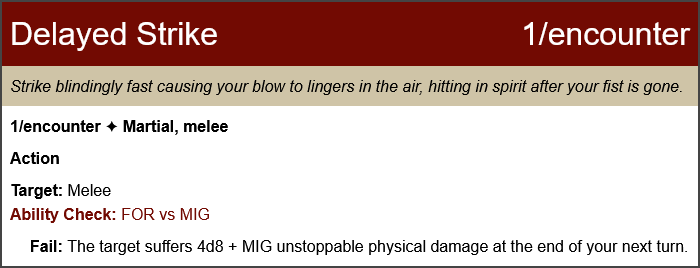 Delayed Strike 1/encounter
Strike blindingly fast causing your blow to lingers in the air, hitting in spirit after your fist is gone.
1/encounter ✦ Martial, melee
Action
Target: Melee
Ability Check: FOR vs MIG
Fail: The target suffers 4d8 + MIG unstoppable physical damage at the end of your next turn.